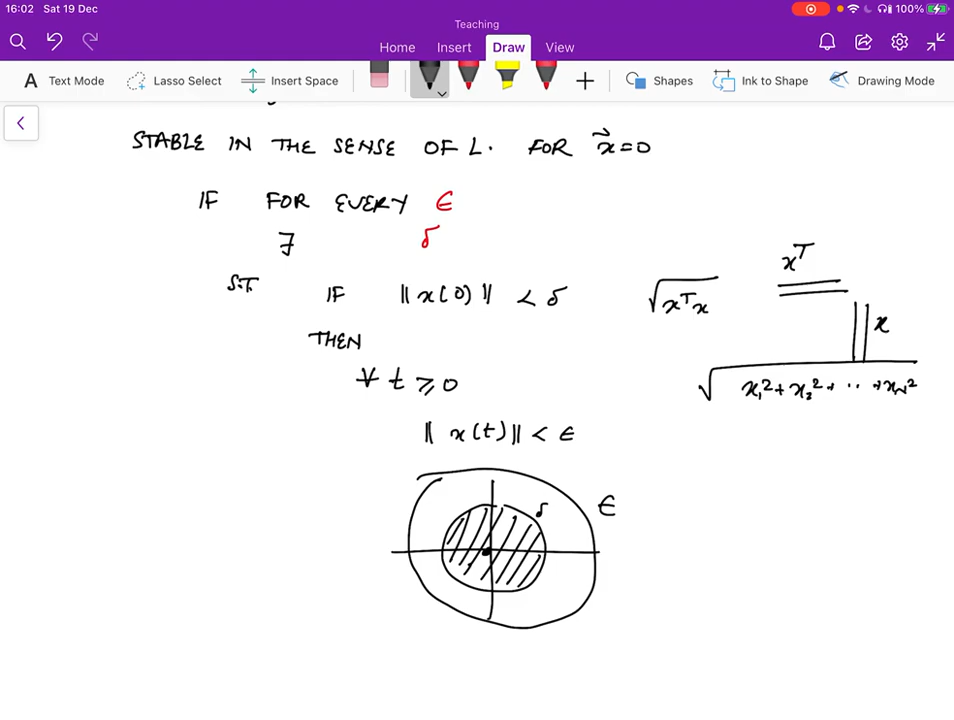 16:02 Sat 19 Dec
100%
Teaching
Home Insert Draw View
A Text Mode Lasso Select Insert Space Shapes Ink to Shape Drawing Mode
STABLE IN THE SENSE OF L. FOR x⃗=0
IF FOR EVERY ϵ
∃ δ
S.T. IF ||x(0)|| < δ
THEN
∀ t ≥ 0
||x(t)|| < ϵ
δ
ϵ
√xᵀx
xᵀ
x
√x₁²+x₂²+··+xₙ²